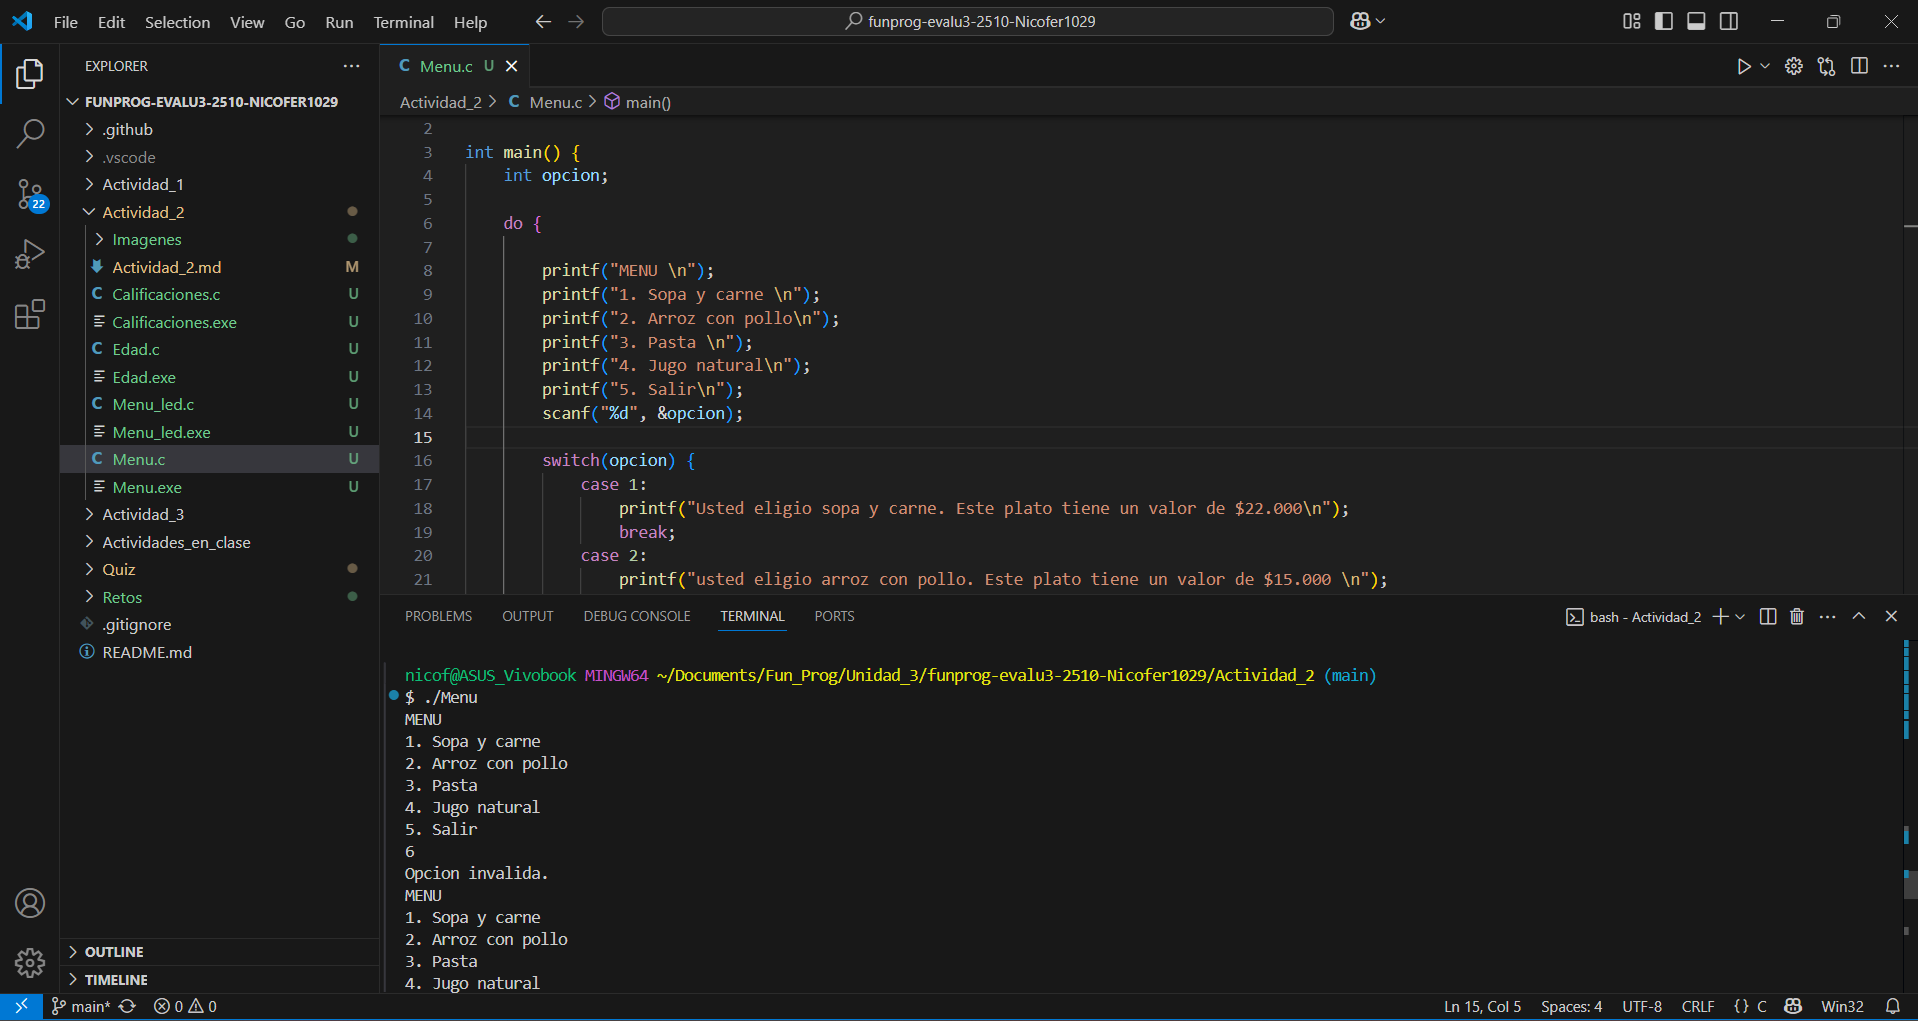 File Edit Selection View Go Run Terminal Help
funprog-evalu3-2510-Nicofer1029
EXPLORER
FUNPROG-EVALU3-2510-NICOFER1029
.github
.vscode
Actividad_1
Actividad_2
Imagenes
Actividad_2.md M
Calificaciones.c U
Calificaciones.exe U
Edad.c U
Edad.exe U
Menu_led.c U
Menu_led.exe U
Menu.c U
Menu.exe U
Actividad_3
Actividades_en_clase
Quiz
Retos
.gitignore
README.md
OUTLINE
TIMELINE
22
C Menu.c U
Actividad_2 > C Menu.c > main()
2
3 int main() {
4 int opcion;
5
6 do {
7
8 printf("MENU \n");
9 printf("1. Sopa y carne \n");
10 printf("2. Arroz con pollo\n");
11 printf("3. Pasta \n");
12 printf("4. Jugo natural\n");
13 printf("5. Salir\n");
14 scanf("%d", &opcion);
15
16 switch(opcion) {
17 case 1:
18 printf("Usted eligio sopa y carne. Este plato tiene un valor de $22.000\n");
19 break;
20 case 2:
21 printf("usted eligio arroz con pollo. Este plato tiene un valor de $15.000 \n");
PROBLEMS OUTPUT DEBUG CONSOLE TERMINAL PORTS
bash - Actividad_2
nicof@ASUS_Vivobook MINGW64 ~/Documents/Fun_Prog/Unidad_3/funprog-evalu3-2510-Nicofer1029/Actividad_2 (main)
$ ./Menu
MENU
1. Sopa y carne
2. Arroz con pollo
3. Pasta
4. Jugo natural
5. Salir
6
Opcion invalida.
MENU
1. Sopa y carne
2. Arroz con pollo
3. Pasta
4. Jugo natural
main* 0 0
Ln 15, Col 5 Spaces: 4 UTF-8 CRLF {} C Win32